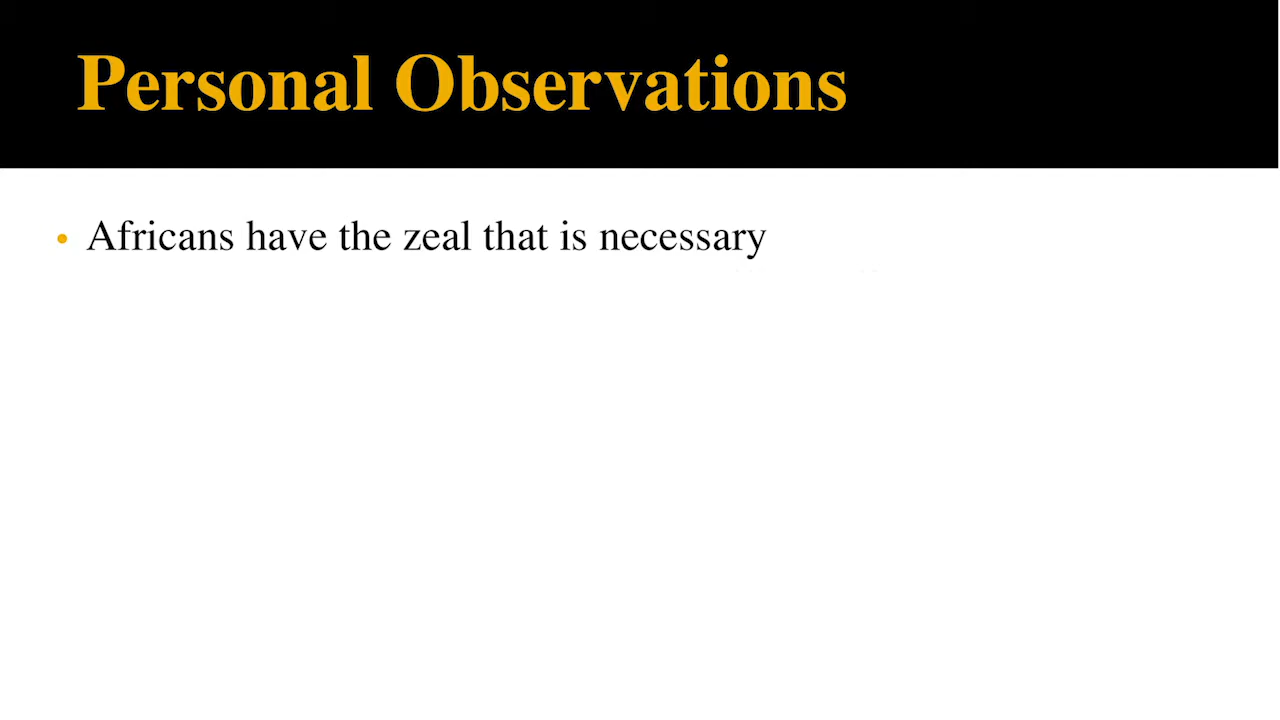 Personal Observations
• Africans have the zeal that is necessary